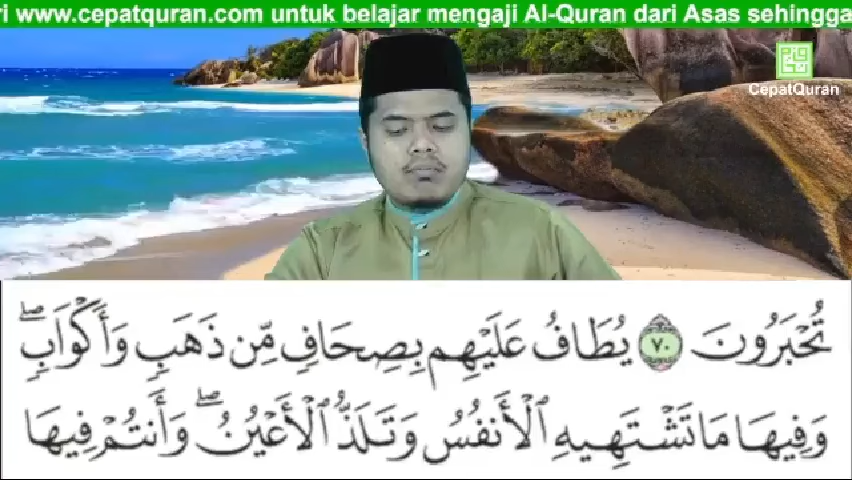 ri www.cepatquran.com untuk belajar mengaji Al-Quran dari Asas sehingga
CepatQuran
تُحْبَرُونَ ٧٠ يُطَافُ عَلَيْهِم بِصِحَافٍ مِّن ذَهَبٍ وَأَكْوَابٍ ۖ
وَفِيهَا مَا تَشْتَهِيهِ ٱلْأَنفُسُ وَتَلَذُّ ٱلْأَعْيُنُ ۖ وَأَنتُمْ فِيهَا